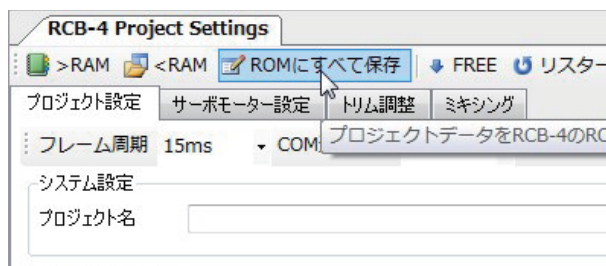 RCB-4 Project Settings
>RAM <RAM ROMにすべて保存 FREE リスター
プロジェクト設定 サーボモーター設定 トリム調整 ミキシング
プロジェクトデータをRCB-4のRO
フレーム周期 15ms COM
システム設定
プロジェクト名